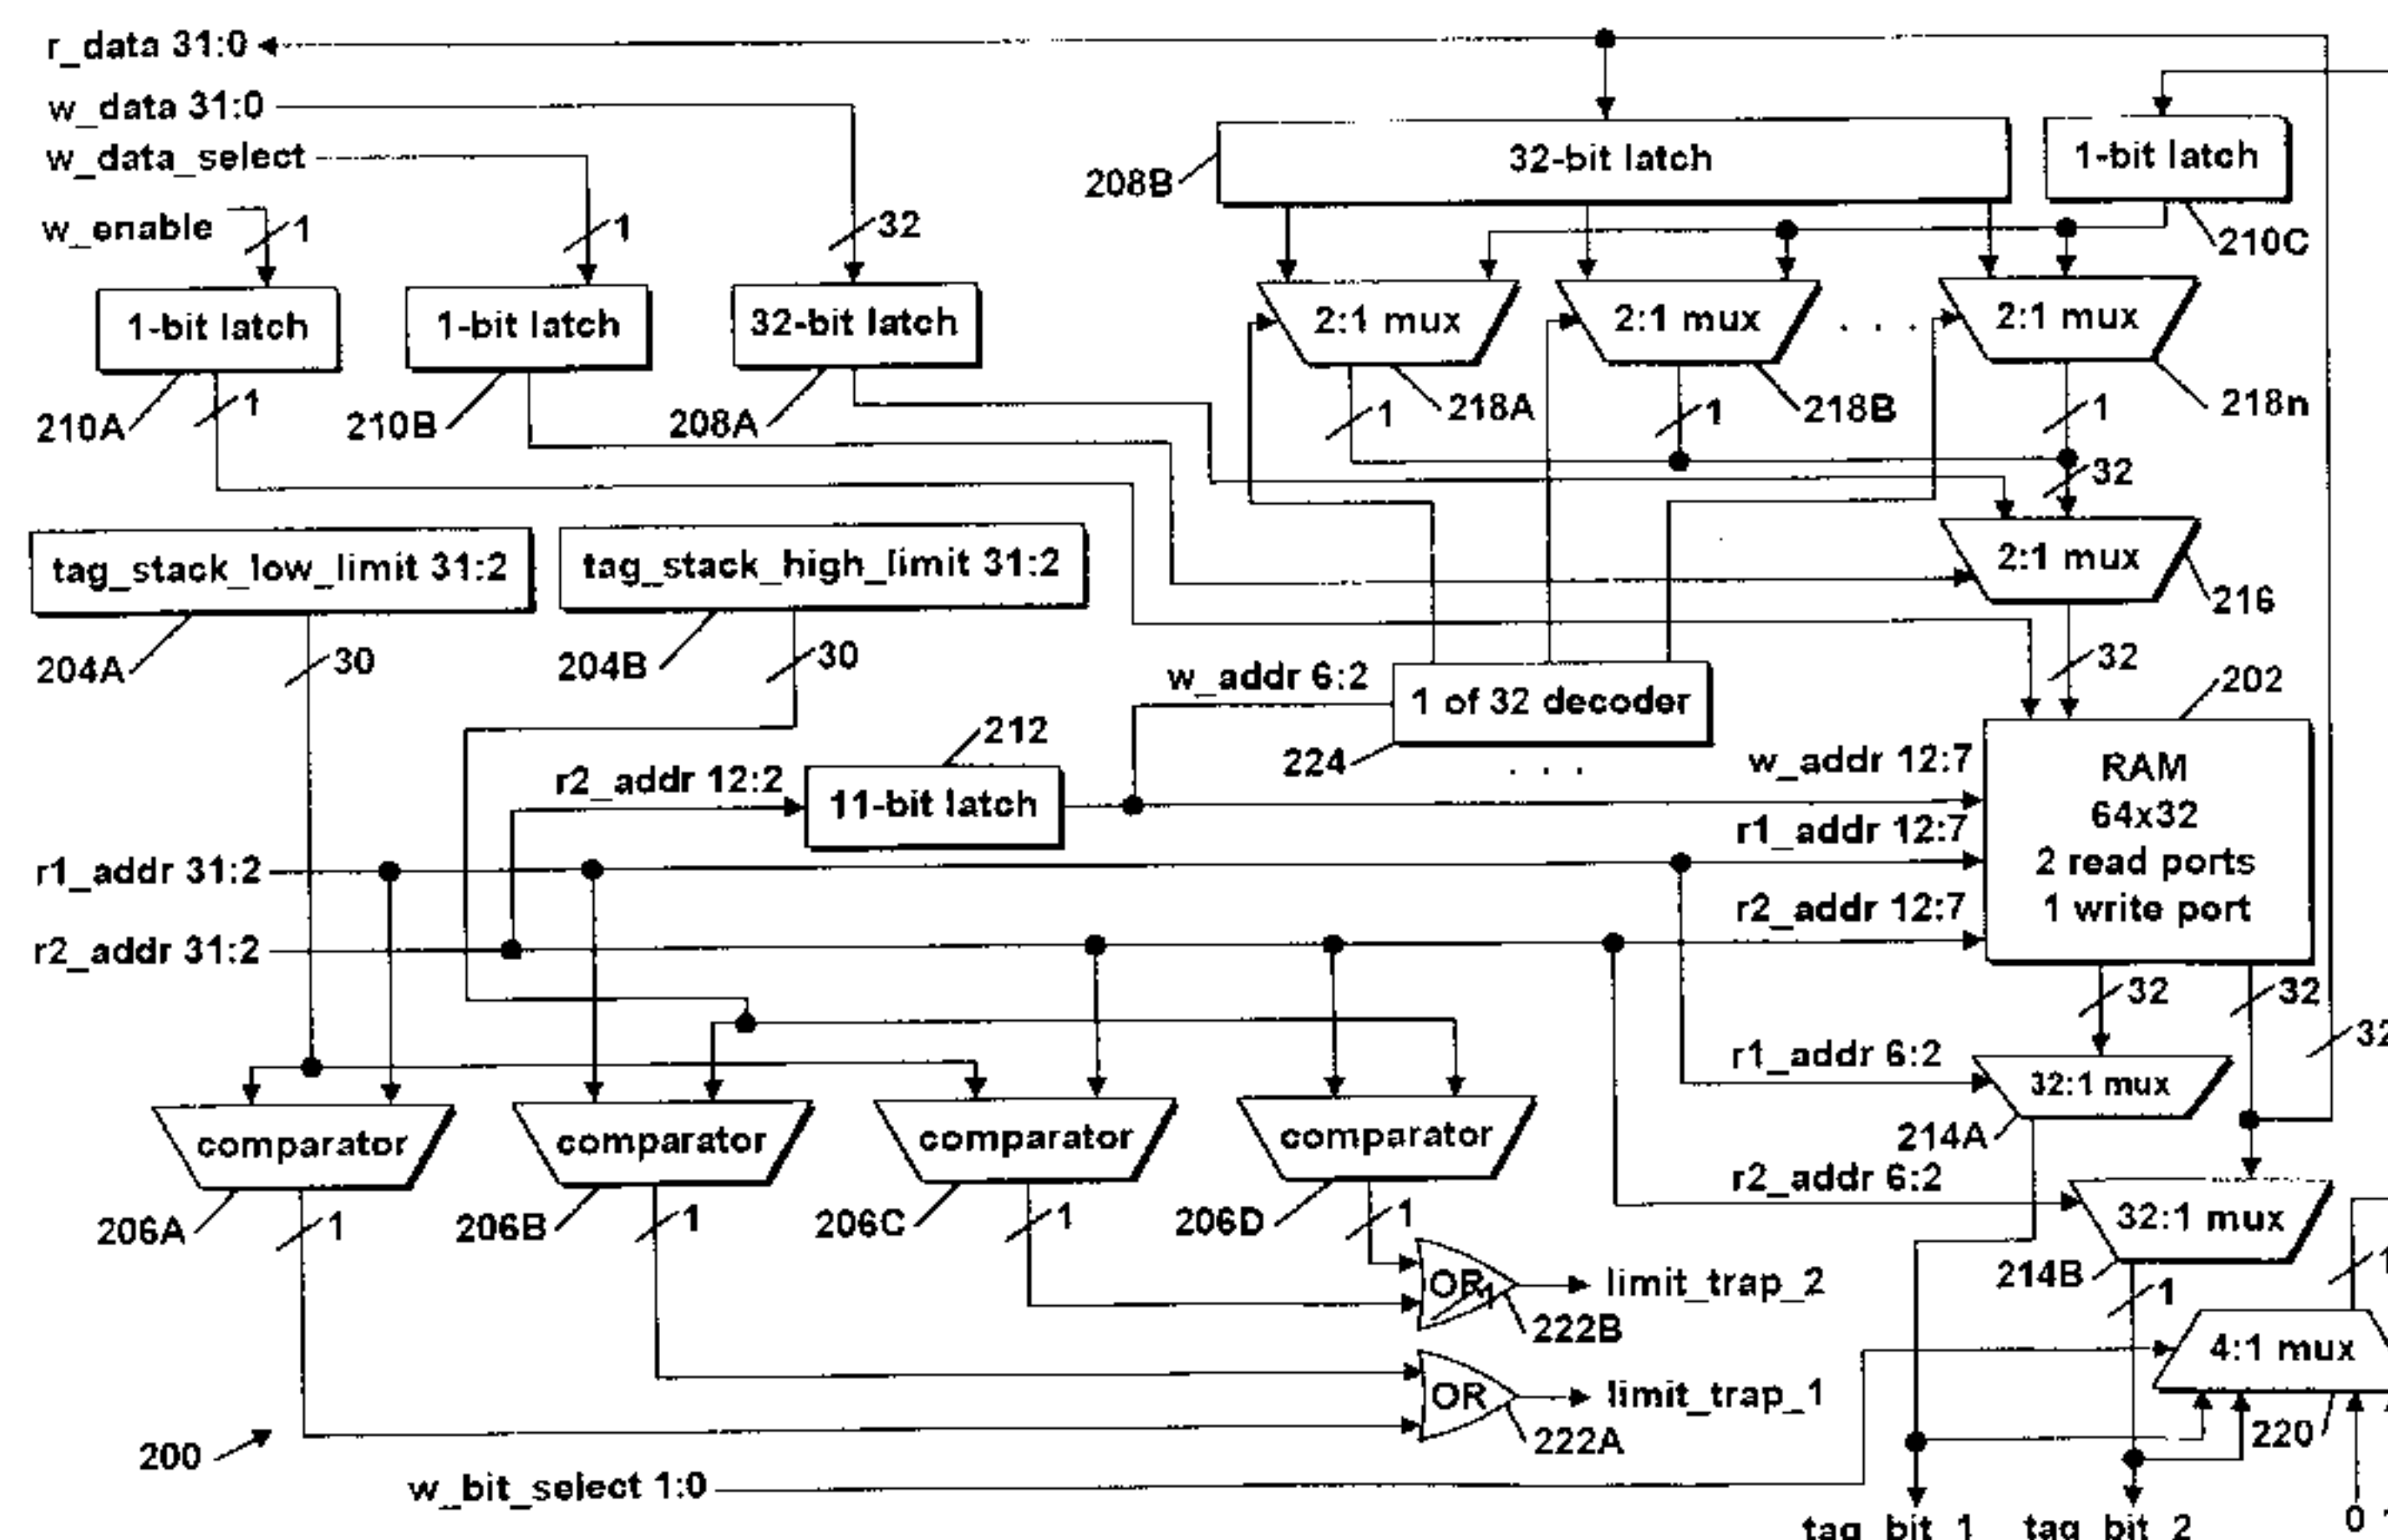 r_data 31:0
w_data 31:0
w_data_select
w_enable
1
1
32
208B
32-bit latch
1-bit latch
210C
1-bit latch
1-bit latch
32-bit latch
2:1 mux
2:1 mux
. . .
2:1 mux
210A
1
210B
208A
1
218A
1
218B
1
218n
32
tag_stack_low_limit 31:2
tag_stack_high_limit 31:2
2:1 mux
216
204A
30
204B
30
w_addr 6:2
1 of 32 decoder
32
202
212
224
. . .
r2_addr 12:2
11-bit latch
w_addr 12:7
RAM
64x32
2 read ports
1 write port
r1_addr 12:7
r1_addr 31:2
r2_addr 12:7
r2_addr 31:2
32
32
32
r1_addr 6:2
32:1 mux
214A
comparator
comparator
comparator
comparator
r2_addr 6:2
32:1 mux
206A
1
206B
1
206C
1
206D
1
214B
1
1
OR
1
limit_trap_2
222B
4:1 mux
OR
limit_trap_1
222A
220
200
w_bit_select 1:0
tag_bit_1
tag_bit_2
0